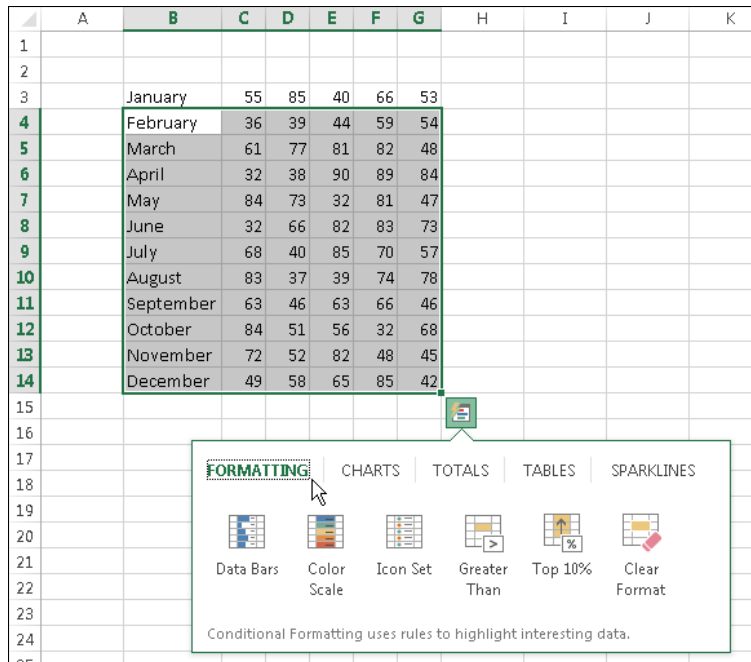 A B C D E F G H I J K
1
2
3 January 55 85 40 66 53
4 February 36 39 44 59 54
5 March 61 77 81 82 48
6 April 32 38 90 89 84
7 May 84 73 32 81 47
8 June 32 66 82 83 73
9 July 68 40 85 70 57
10 August 83 37 39 74 78
11 September 63 46 63 66 46
12 October 84 51 56 32 68
13 November 72 52 82 48 45
14 December 49 58 65 85 42
15
16
17
18
19
20
21
22
23
24
FORMATTING CHARTS TOTALS TABLES SPARKLINES
Data Bars Color Icon Set Greater Top 10% Clear
Scale Than Format
Conditional Formatting uses rules to highlight interesting data.